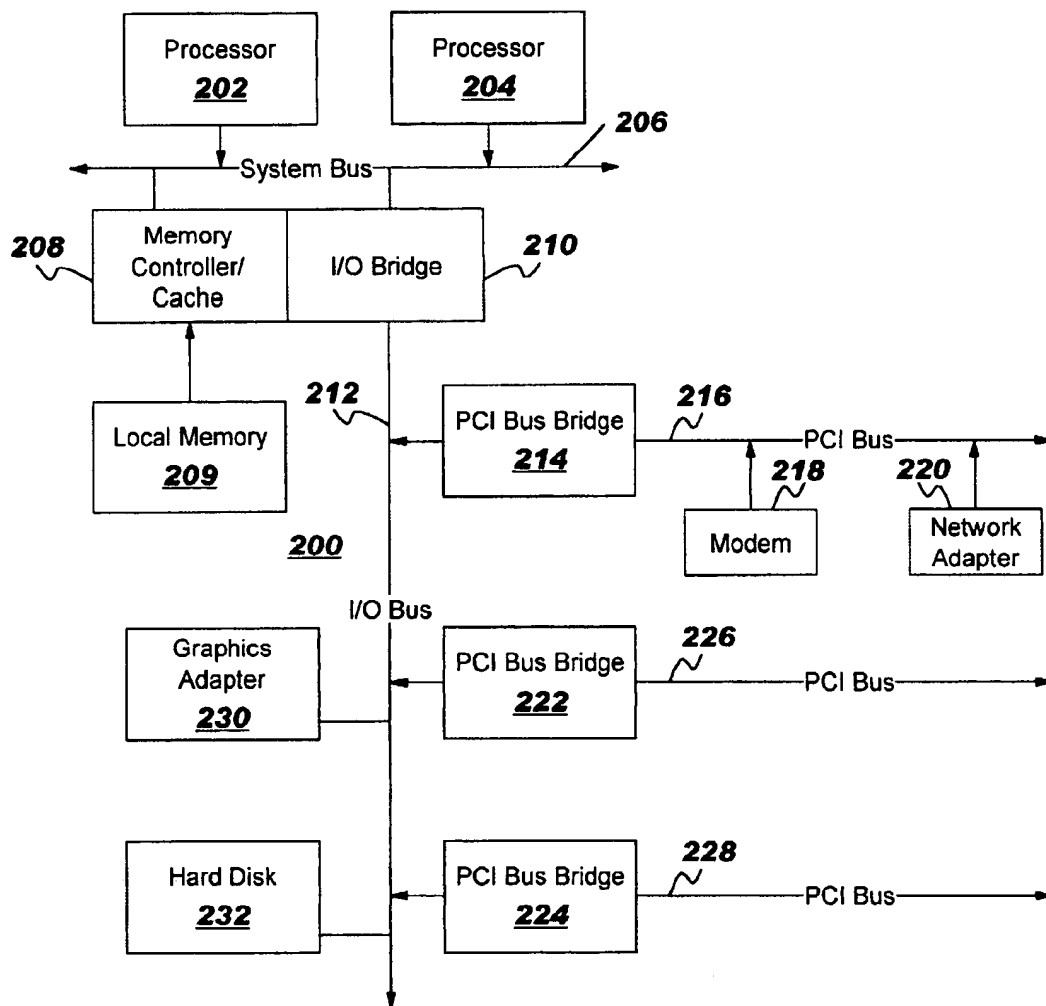 Processor
202
Processor
204
206
System Bus
208
Memory
Controller/
Cache
I/O Bridge
210
212
Local Memory
209
PCI Bus Bridge
214
216
PCI Bus
218
Modem
220
Network
Adapter
200
I/O Bus
Graphics
Adapter
230
PCI Bus Bridge
222
226
PCI Bus
Hard Disk
232
PCI Bus Bridge
224
228
PCI Bus